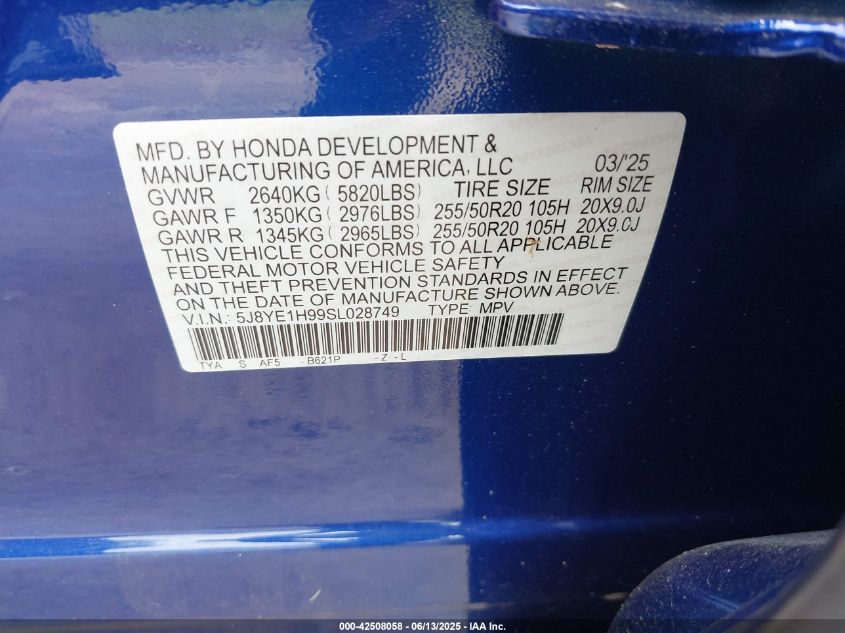 MFD. BY HONDA DEVELOPMENT &
MANUFACTURING OF AMERICA, LLC 03/'25
GVWR 2640KG ( 5820LBS) TIRE SIZE RIM SIZE
GAWR F 1350KG ( 2976LBS) 255/50R20 105H 20X9.0J
GAWR R 1345KG ( 2965LBS) 255/50R20 105H 20X9.0J
THIS VEHICLE CONFORMS TO ALL APPLICABLE
FEDERAL MOTOR VEHICLE SAFETY
AND THEFT PREVENTION STANDARDS IN EFFECT
ON THE DATE OF MANUFACTURE SHOWN ABOVE.
V.I.N.: 5J8YE1H99SL028749 TYPE: MPV
TYA S AF5 -B621P -Z -L
000-42508058 - 06/13/2025 - IAA Inc.